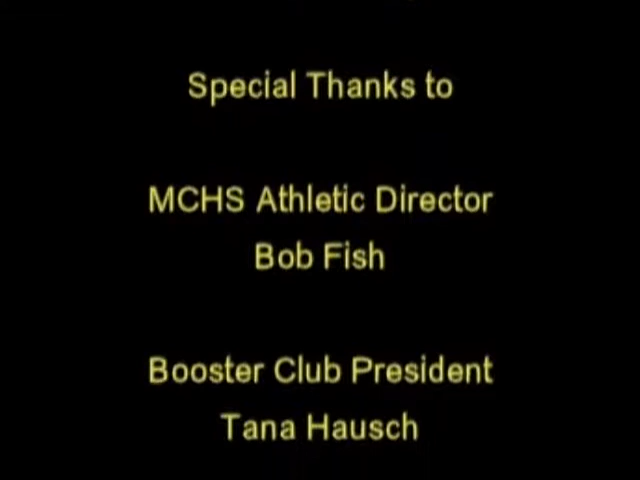 Special Thanks to
MCHS Athletic Director
Bob Fish
Booster Club President
Tana Hausch